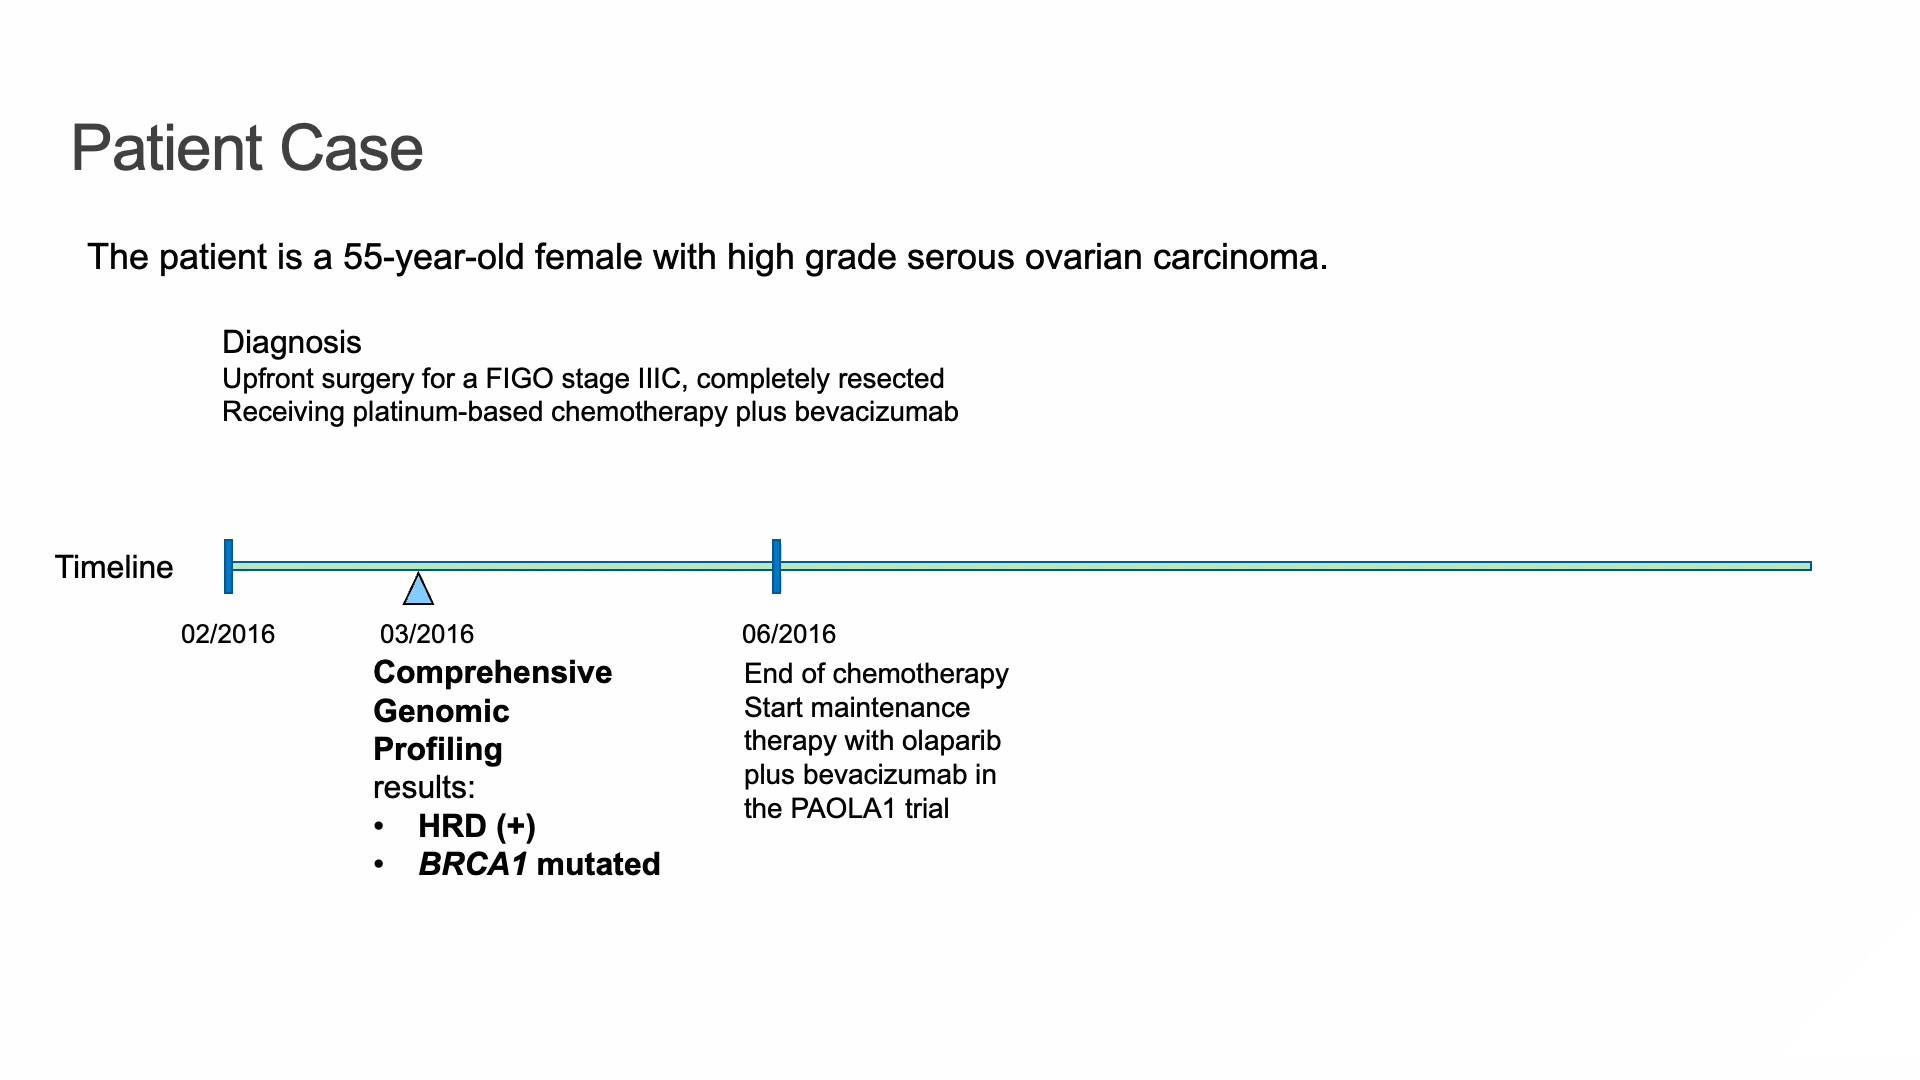 Patient Case
The patient is a 55-year-old female with high grade serous ovarian carcinoma.
Diagnosis
Upfront surgery for a FIGO stage IIIC, completely resected
Receiving platinum-based chemotherapy plus bevacizumab
Timeline
02/2016
03/2016
Comprehensive
Genomic
Profiling
results:
• HRD (+)
• BRCA1 mutated
06/2016
End of chemotherapy
Start maintenance
therapy with olaparib
plus bevacizumab in
the PAOLA1 trial